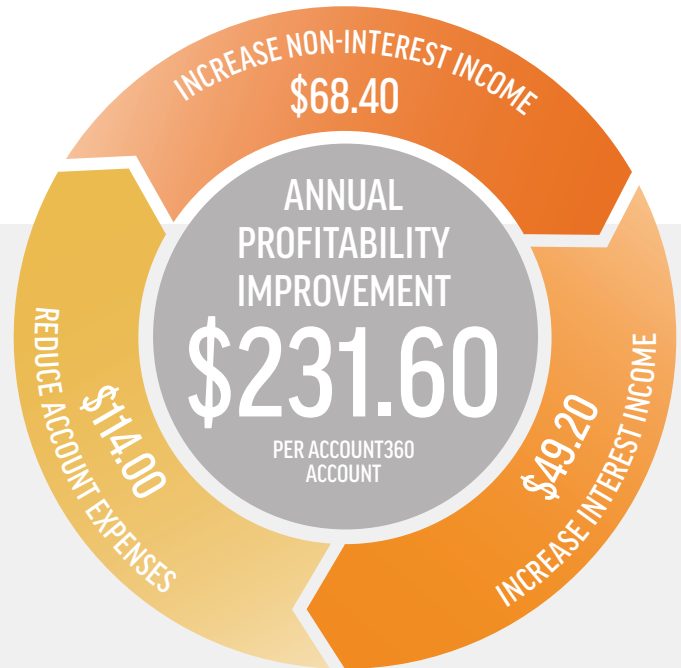 INCREASE NON-INTEREST INCOME
$68.40
ANNUAL
PROFITABILITY
IMPROVEMENT
$231.60
PER ACCOUNT360
ACCOUNT
$49.20
INCREASE INTEREST INCOME
$114.00
REDUCE ACCOUNT EXPENSES